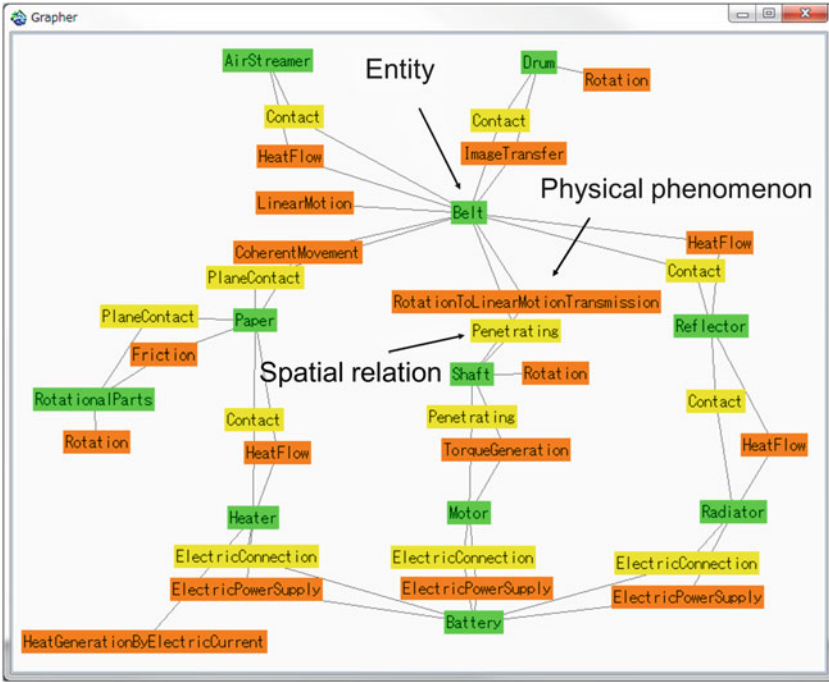 Grapher
AirStreamer
Drum
Entity
Rotation
Contact
Contact
HeatFlow
ImageTransfer
Physical phenomenon
LinearMotion
Belt
HeatFlow
CoherentMovement
Contact
PlaneContact
RotationToLinearMotionTransmission
PlaneContact
Paper
Reflector
Penetrating
Friction
Spatial relation
Shaft
Rotation
RotationalParts
Contact
Contact
Penetrating
Rotation
HeatFlow
TorqueGeneration
HeatFlow
Heater
Motor
Radiator
ElectricConnection
ElectricConnection
ElectricConnection
ElectricPowerSupply
ElectricPowerSupply
ElectricPowerSupply
Battery
HeatGenerationByElectricCurrent